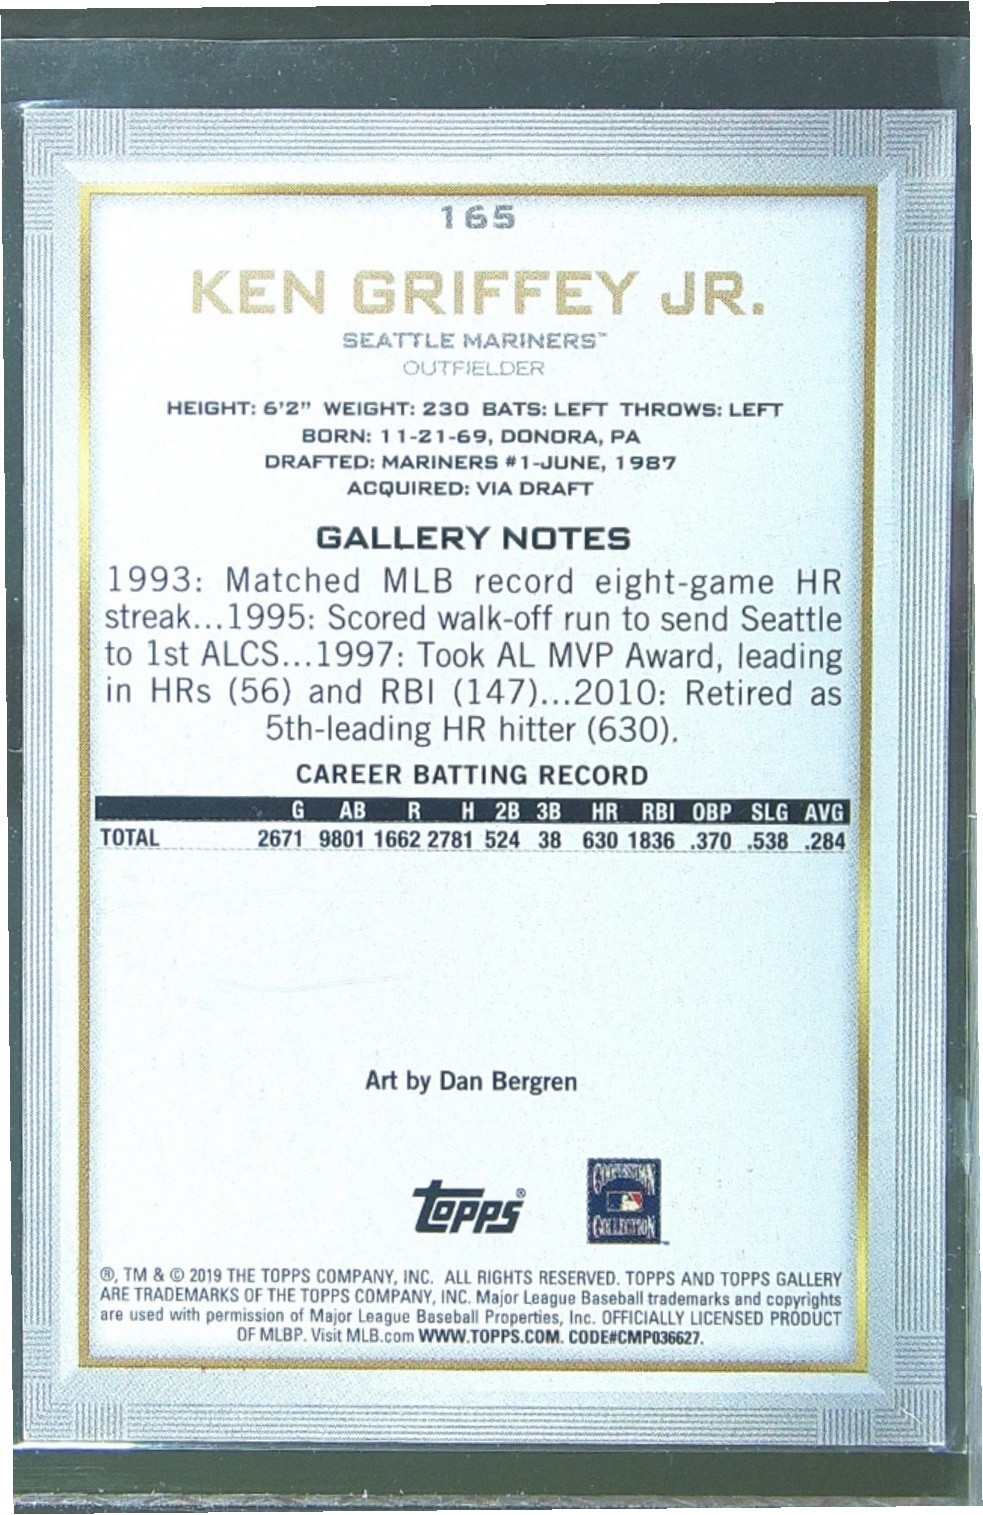 165
KEN GRIFFEY JR.
SEATTLE MARINERS™
OUTFIELDER
HEIGHT: 6'2" WEIGHT: 230 BATS: LEFT THROWS: LEFT
BORN: 11-21-69, DONORA, PA
DRAFTED: MARINERS #1-JUNE, 1987
ACQUIRED: VIA DRAFT
GALLERY NOTES
1993: Matched MLB record eight-game HR
streak...1995: Scored walk-off run to send Seattle
to 1st ALCS...1997: Took AL MVP Award, leading
in HRs (56) and RBI (147)...2010: Retired as
5th-leading HR hitter (630).
CAREER BATTING RECORD
G AB R H 2B 3B HR RBI OBP SLG AVG
TOTAL 2671 9801 1662 2781 524 38 630 1836 .370 .538 .284
Art by Dan Bergren
topps®
COOPERSTOWN
COLLECTION
®, TM & © 2019 THE TOPPS COMPANY, INC. ALL RIGHTS RESERVED. TOPPS AND TOPPS GALLERY
ARE TRADEMARKS OF THE TOPPS COMPANY, INC. Major League Baseball trademarks and copyrights
are used with permission of Major League Baseball Properties, Inc. OFFICIALLY LICENSED PRODUCT
OF MLBP. Visit MLB.com WWW.TOPPS.COM. CODE#CMP036627.